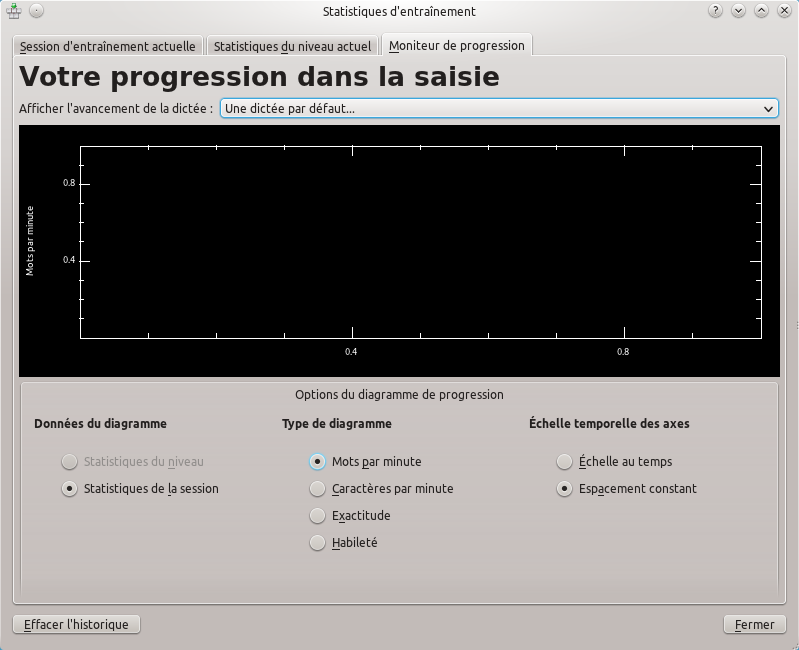 Statistiques d'entraînement
Session d'entraînement actuelle
Statistiques du niveau actuel
Moniteur de progression
Votre progression dans la saisie
Afficher l'avancement de la dictée :
Une dictée par défaut...
Mots par minute
0.8
0.4
0.4
0.8
Options du diagramme de progression
Données du diagramme
Type de diagramme
Échelle temporelle des axes
Statistiques du niveau
Mots par minute
Échelle au temps
Statistiques de la session
Caractères par minute
Espacement constant
Exactitude
Habileté
Effacer l'historique
Fermer